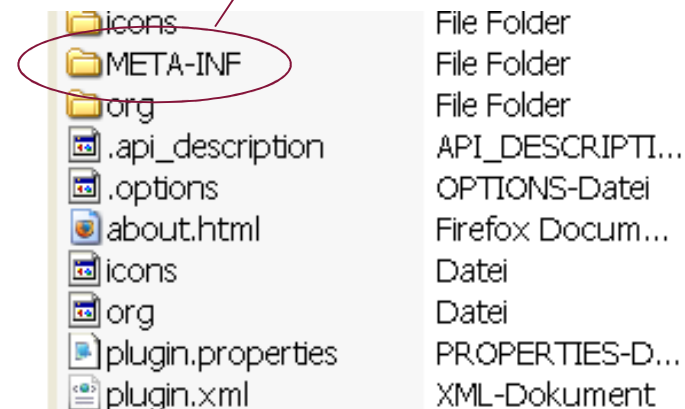 icons File Folder
META-INF File Folder
org File Folder
.api_description API_DESCRIPTI...
.options OPTIONS-Datei
about.html Firefox Docum...
icons Datei
org Datei
plugin.properties PROPERTIES-D...
plugin.xml XML-Dokument